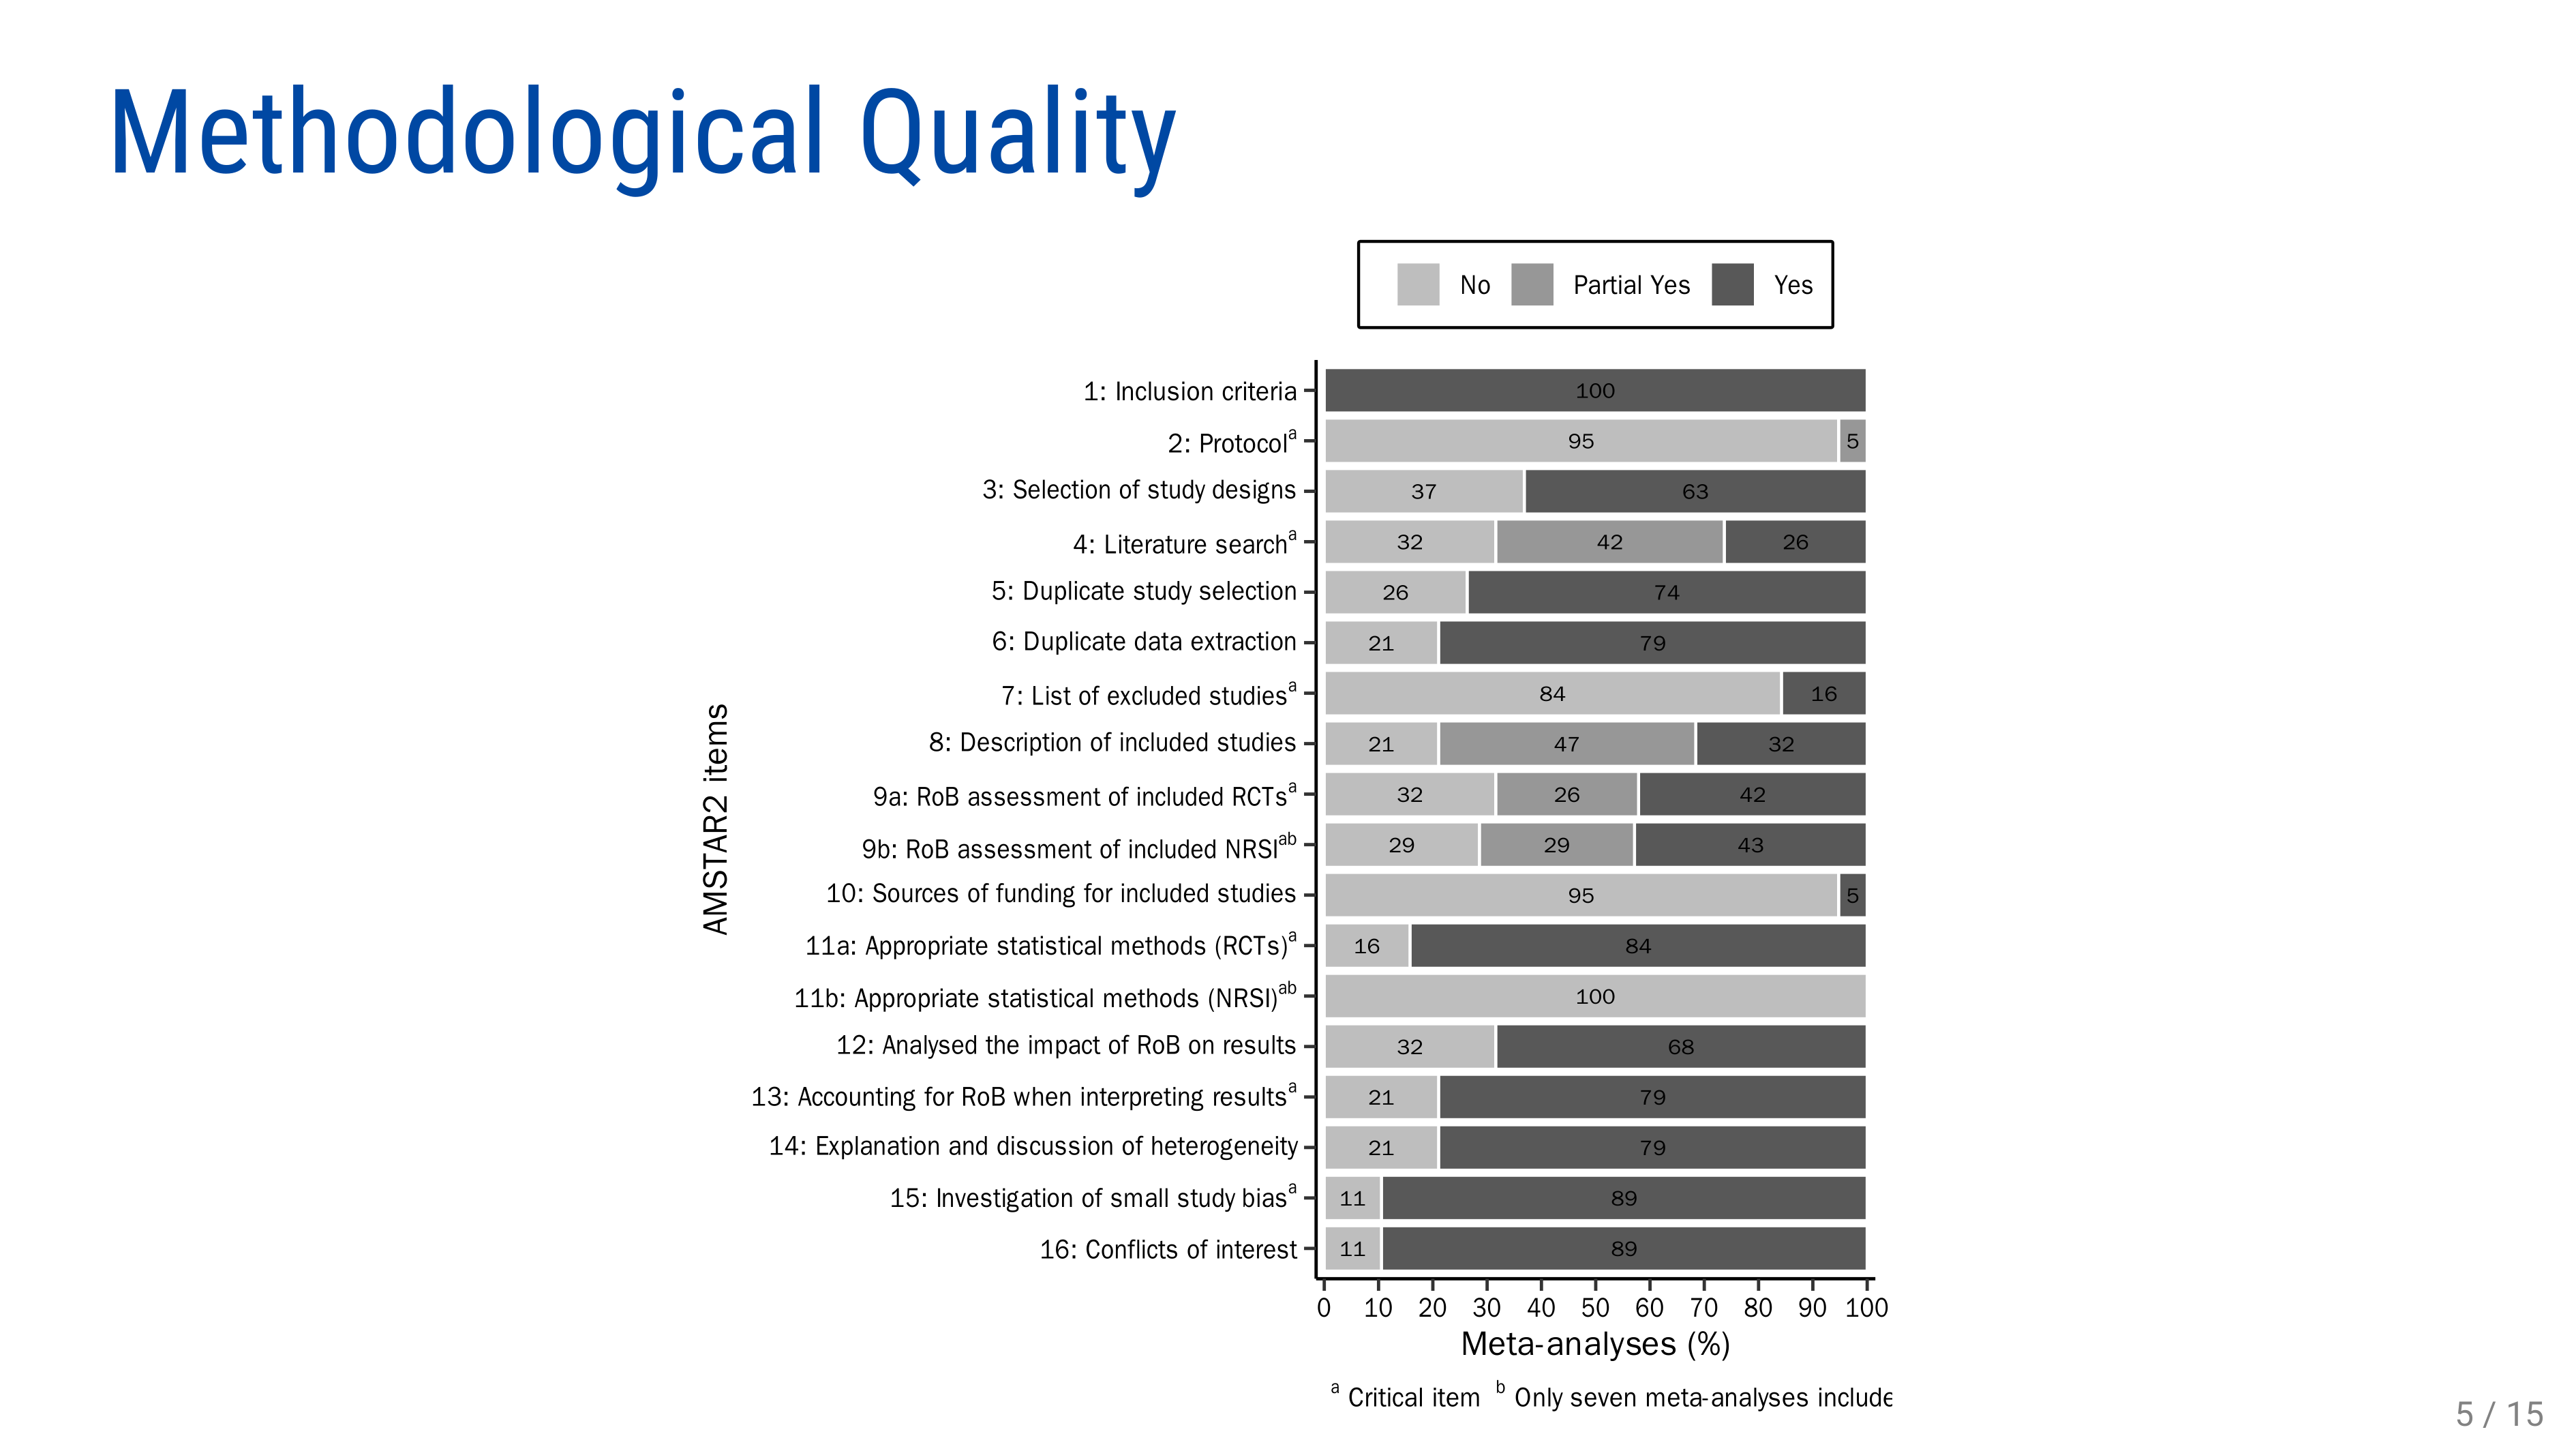 Methodological Quality
No Partial Yes Yes
1: Inclusion criteria 100
2: Protocolᵃ 95 5
3: Selection of study designs 37 63
4: Literature searchᵃ 32 42 26
5: Duplicate study selection 26 74
6: Duplicate data extraction 21 79
7: List of excluded studiesᵃ 84 16
8: Description of included studies 21 47 32
9a: RoB assessment of included RCTsᵃ 32 26 42
9b: RoB assessment of included NRSIᵃᵇ 29 29 43
10: Sources of funding for included studies 95 5
11a: Appropriate statistical methods (RCTs)ᵃ 16 84
11b: Appropriate statistical methods (NRSI)ᵃᵇ 100
12: Analysed the impact of RoB on results 32 68
13: Accounting for RoB when interpreting resultsᵃ 21 79
14: Explanation and discussion of heterogeneity 21 79
15: Investigation of small study biasᵃ 11 89
16: Conflicts of interest 11 89
AMSTAR2 items
0 10 20 30 40 50 60 70 80 90 100
Meta-analyses (%)
ᵃ Critical item ᵇ Only seven meta-analyses include
5 / 15